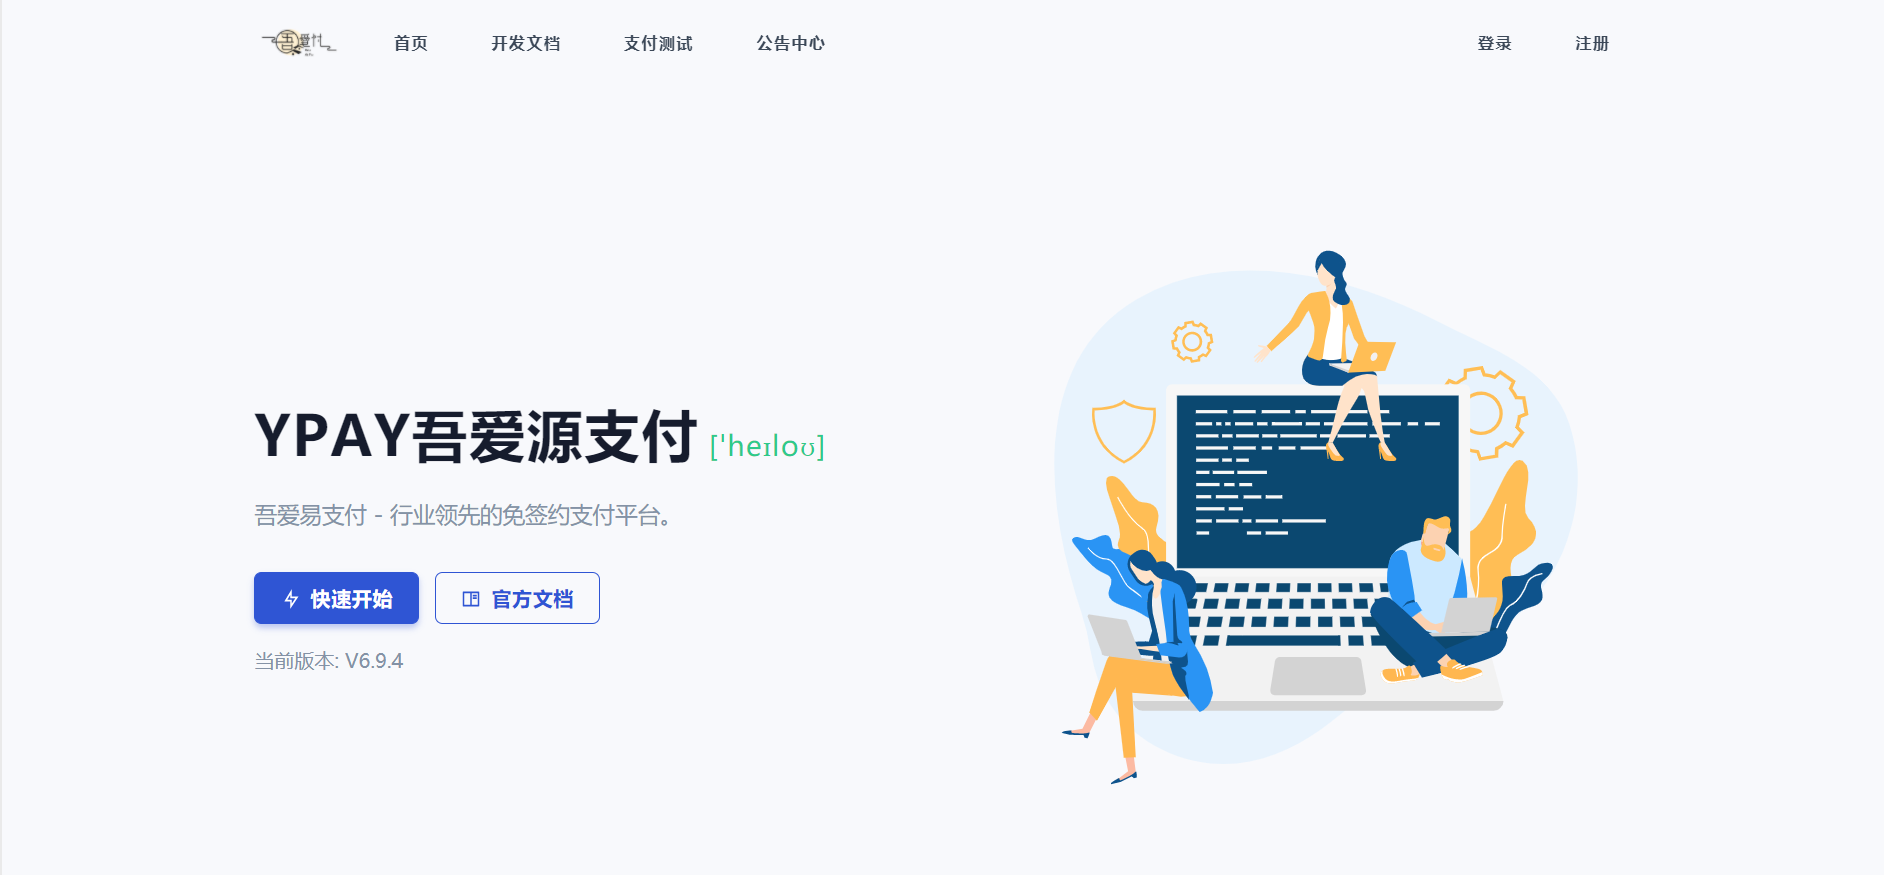 吾爱付
首页
开发文档
支付测试
公告中心
登录
注册
YPAY吾爱源支付 ['heɪloʊ]
吾爱易支付 - 行业领先的免签约支付平台。
快速开始
官方文档
当前版本: V6.9.4